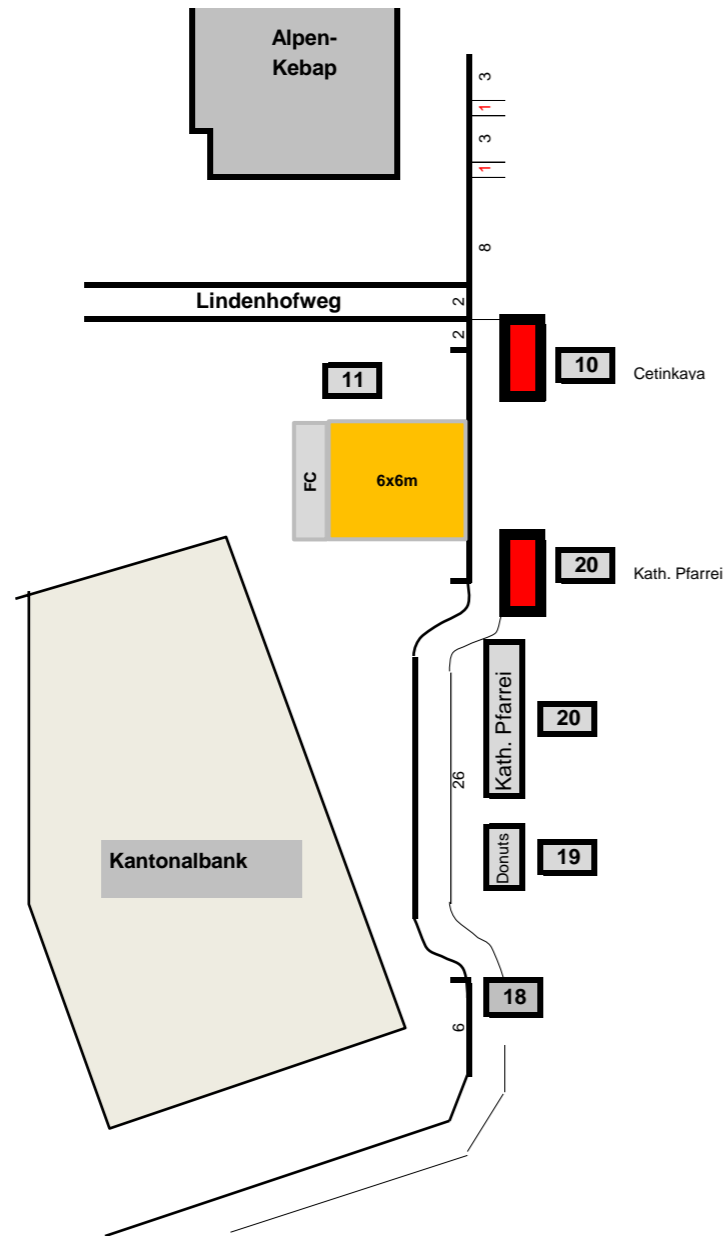 Alpen-
Kebap
3
1
3
1
8
Lindenhofweg
2
2
10
Cetinkaya
11
FC
6x6m
20
Kath. Pfarrei
Kath. Pfarrei
20
26
Kantonalbank
Donuts
19
18
6